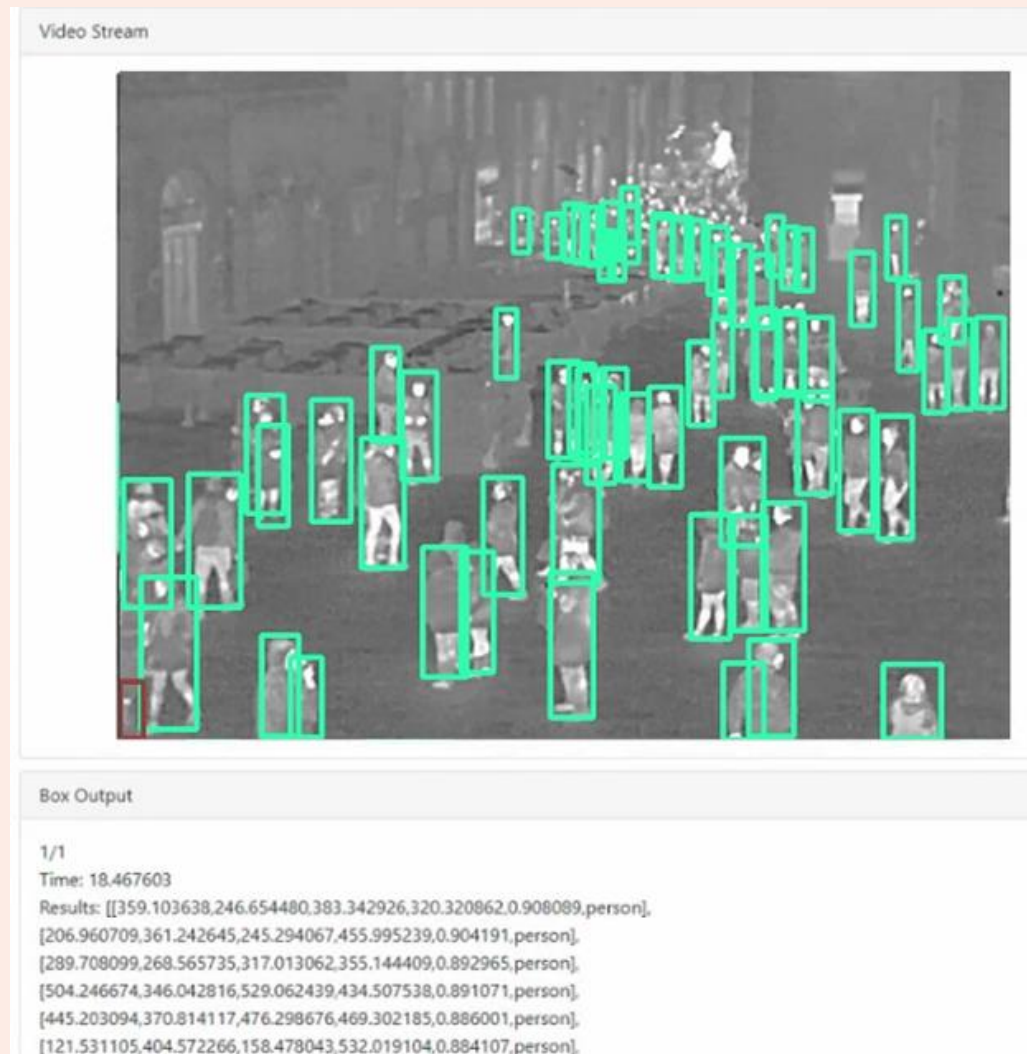 Video Stream
Box Output
1/1
Time: 18.467603
Results: [[359.103638,246.654480,383.342926,320.320862,0.908089,person],
[206.960709,361.242645,245.294067,455.995239,0.904191,person],
[289.708099,268.565735,317.013062,355.144409,0.892965,person],
[504.246674,346.042816,529.062439,434.507538,0.891071,person],
[445.203094,370.814117,476.298676,469.302185,0.886001,person],
[121.531105,404.572266,158.478043,532.019104,0.884107,person],